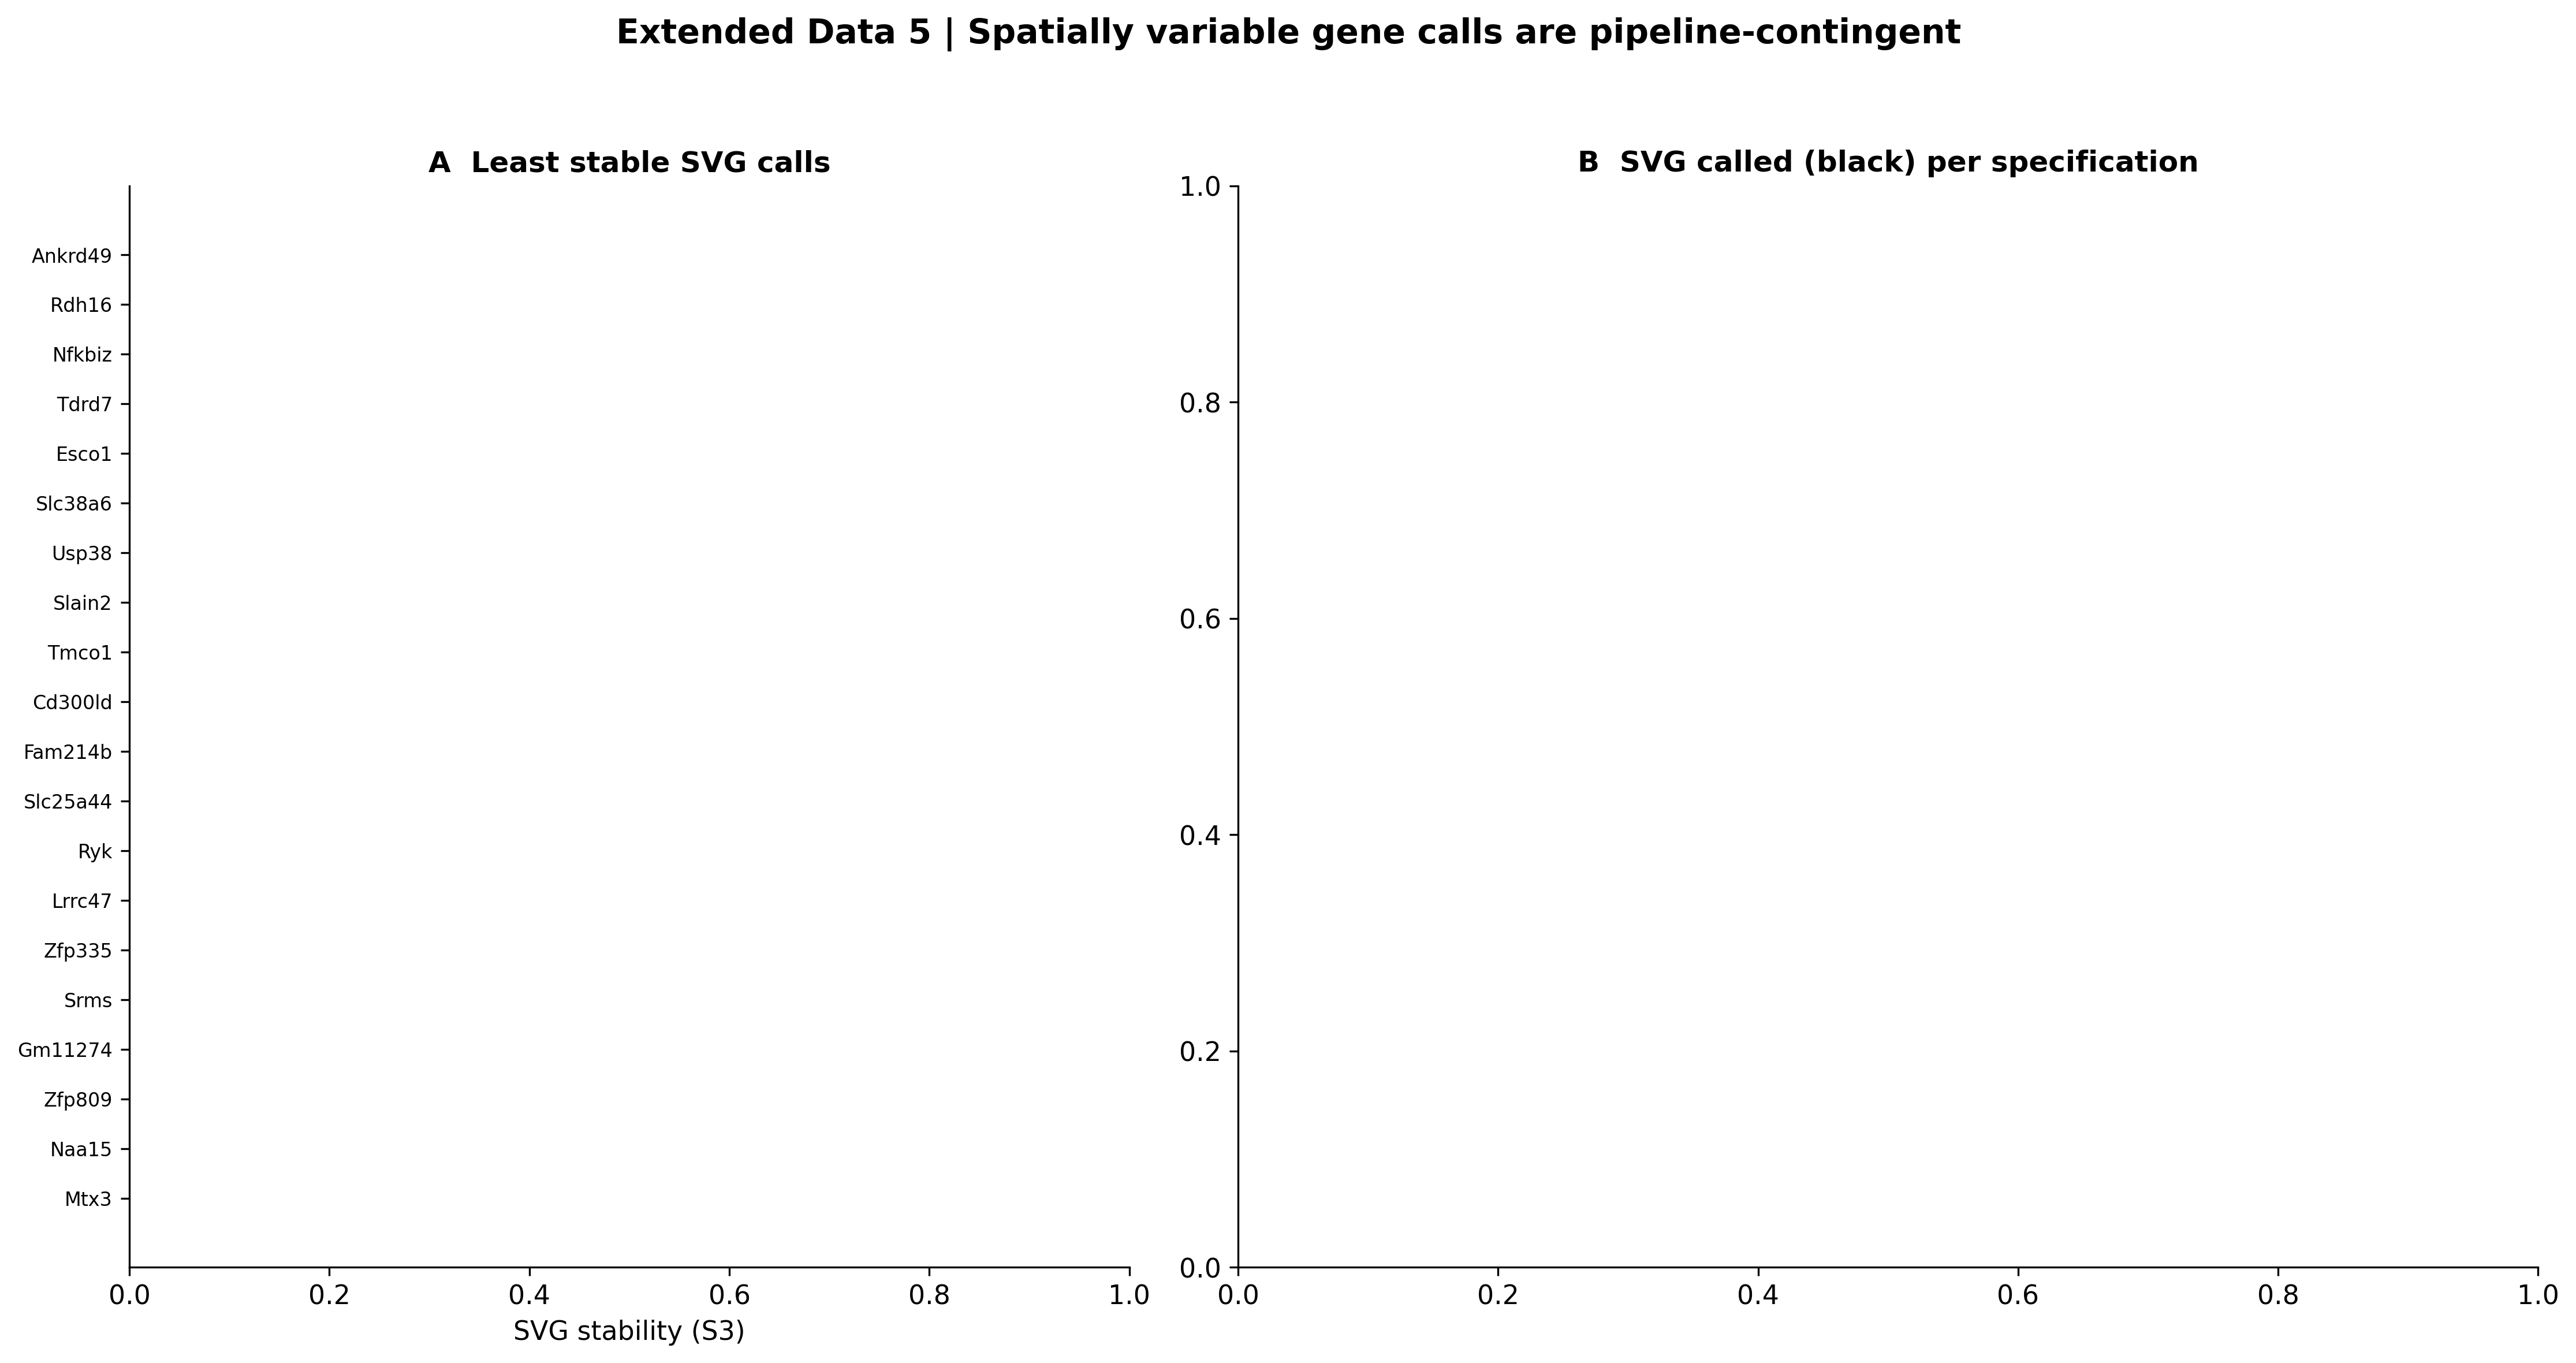 Extended Data 5 | Spatially variable gene calls are pipeline-contingent
A Least stable SVG calls
Ankrd49
Rdh16
Nfkbiz
Tdrd7
Esco1
Slc38a6
Usp38
Slain2
Tmco1
Cd300ld
Fam214b
Slc25a44
Ryk
Lrrc47
Zfp335
Srms
Gm11274
Zfp809
Naa15
Mtx3
0.0 0.2 0.4 0.6 0.8 1.0
SVG stability (S3)
B SVG called (black) per specification
1.0
0.8
0.6
0.4
0.2
0.0
0.0 0.2 0.4 0.6 0.8 1.0